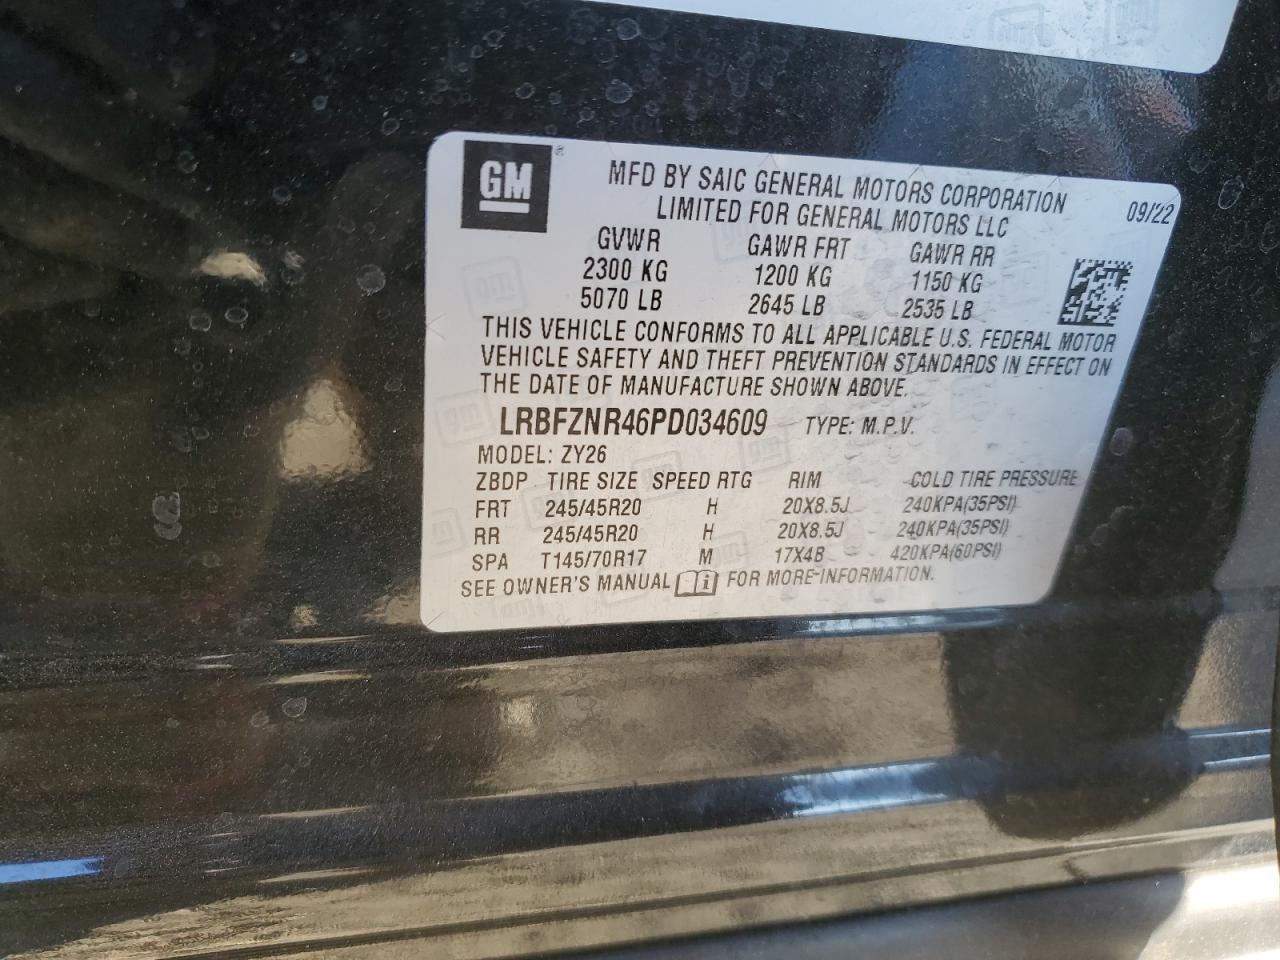 GM ®
MFD BY SAIC GENERAL MOTORS CORPORATION
LIMITED FOR GENERAL MOTORS LLC
09/22
GVWR GAWR FRT GAWR RR
2300 KG 1200 KG 1150 KG
5070 LB 2645 LB 2535 LB
THIS VEHICLE CONFORMS TO ALL APPLICABLE U.S. FEDERAL MOTOR
VEHICLE SAFETY AND THEFT PREVENTION STANDARDS IN EFFECT ON
THE DATE OF MANUFACTURE SHOWN ABOVE.
LRBFZNR46PD034609 TYPE: M.P.V.
MODEL: ZY26
ZBDP TIRE SIZE SPEED RTG RIM COLD TIRE PRESSURE
FRT 245/45R20 H 20X8.5J 240KPA(35PSI)
RR 245/45R20 H 20X8.5J 240KPA(35PSI)
SPA T145/70R17 M 17X4B 420KPA(60PSI)
SEE OWNER'S MANUAL FOR MORE INFORMATION.